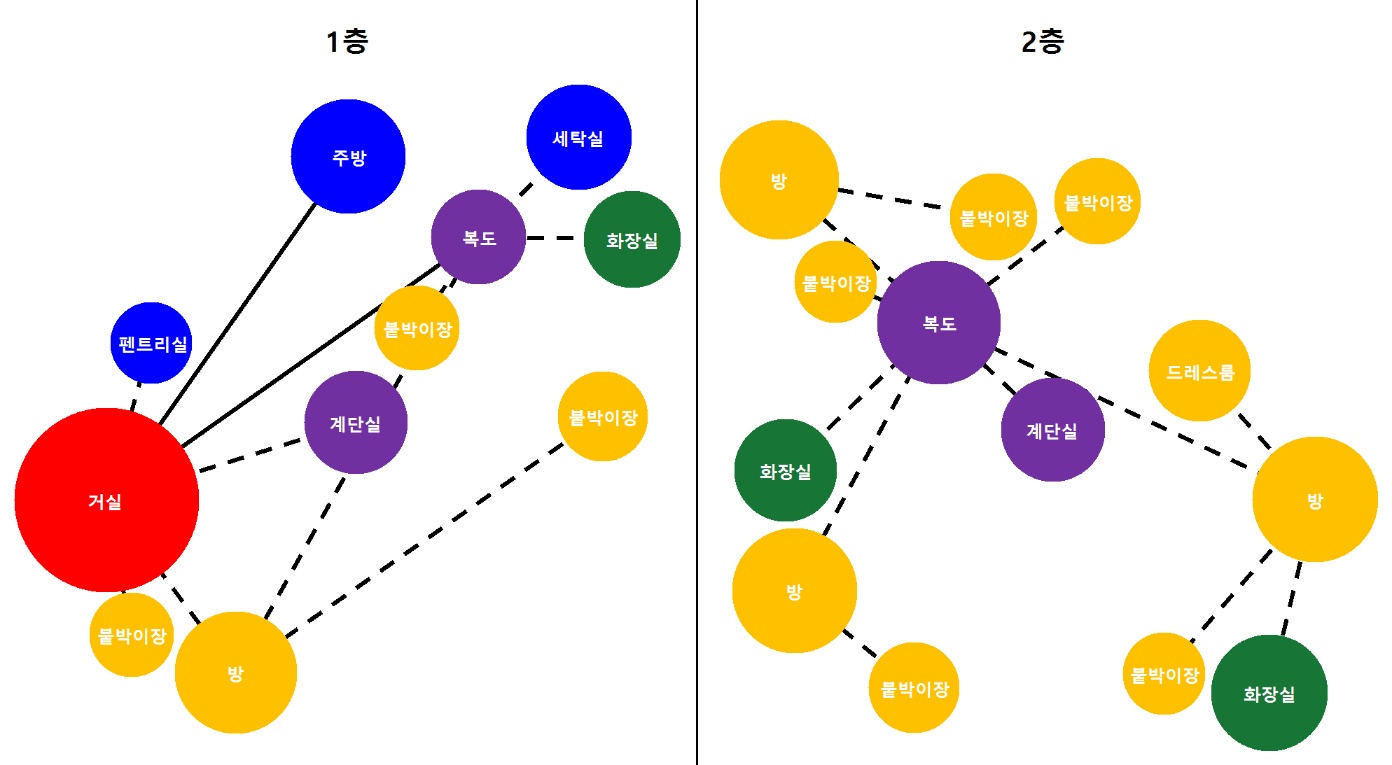 1층
세탁실
주방
복도
화장실
붙박이장
펜트리실
계단실
붙박이장
거실
붙박이장
방
2층
방
붙박이장
붙박이장
붙박이장
복도
드레스룸
계단실
화장실
방
방
붙박이장
붙박이장
화장실